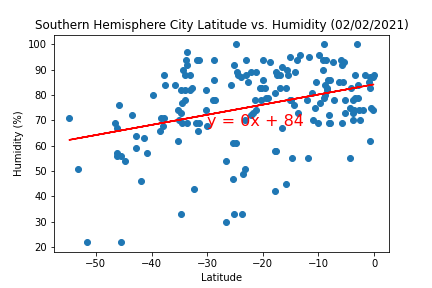 Southern Hemisphere City Latitude vs. Humidity (02/02/2021)
Humidity (%)
100
90
80
70
60
50
40
30
20
y = 0x + 84
−50 −40 −30 −20 −10 0
Latitude